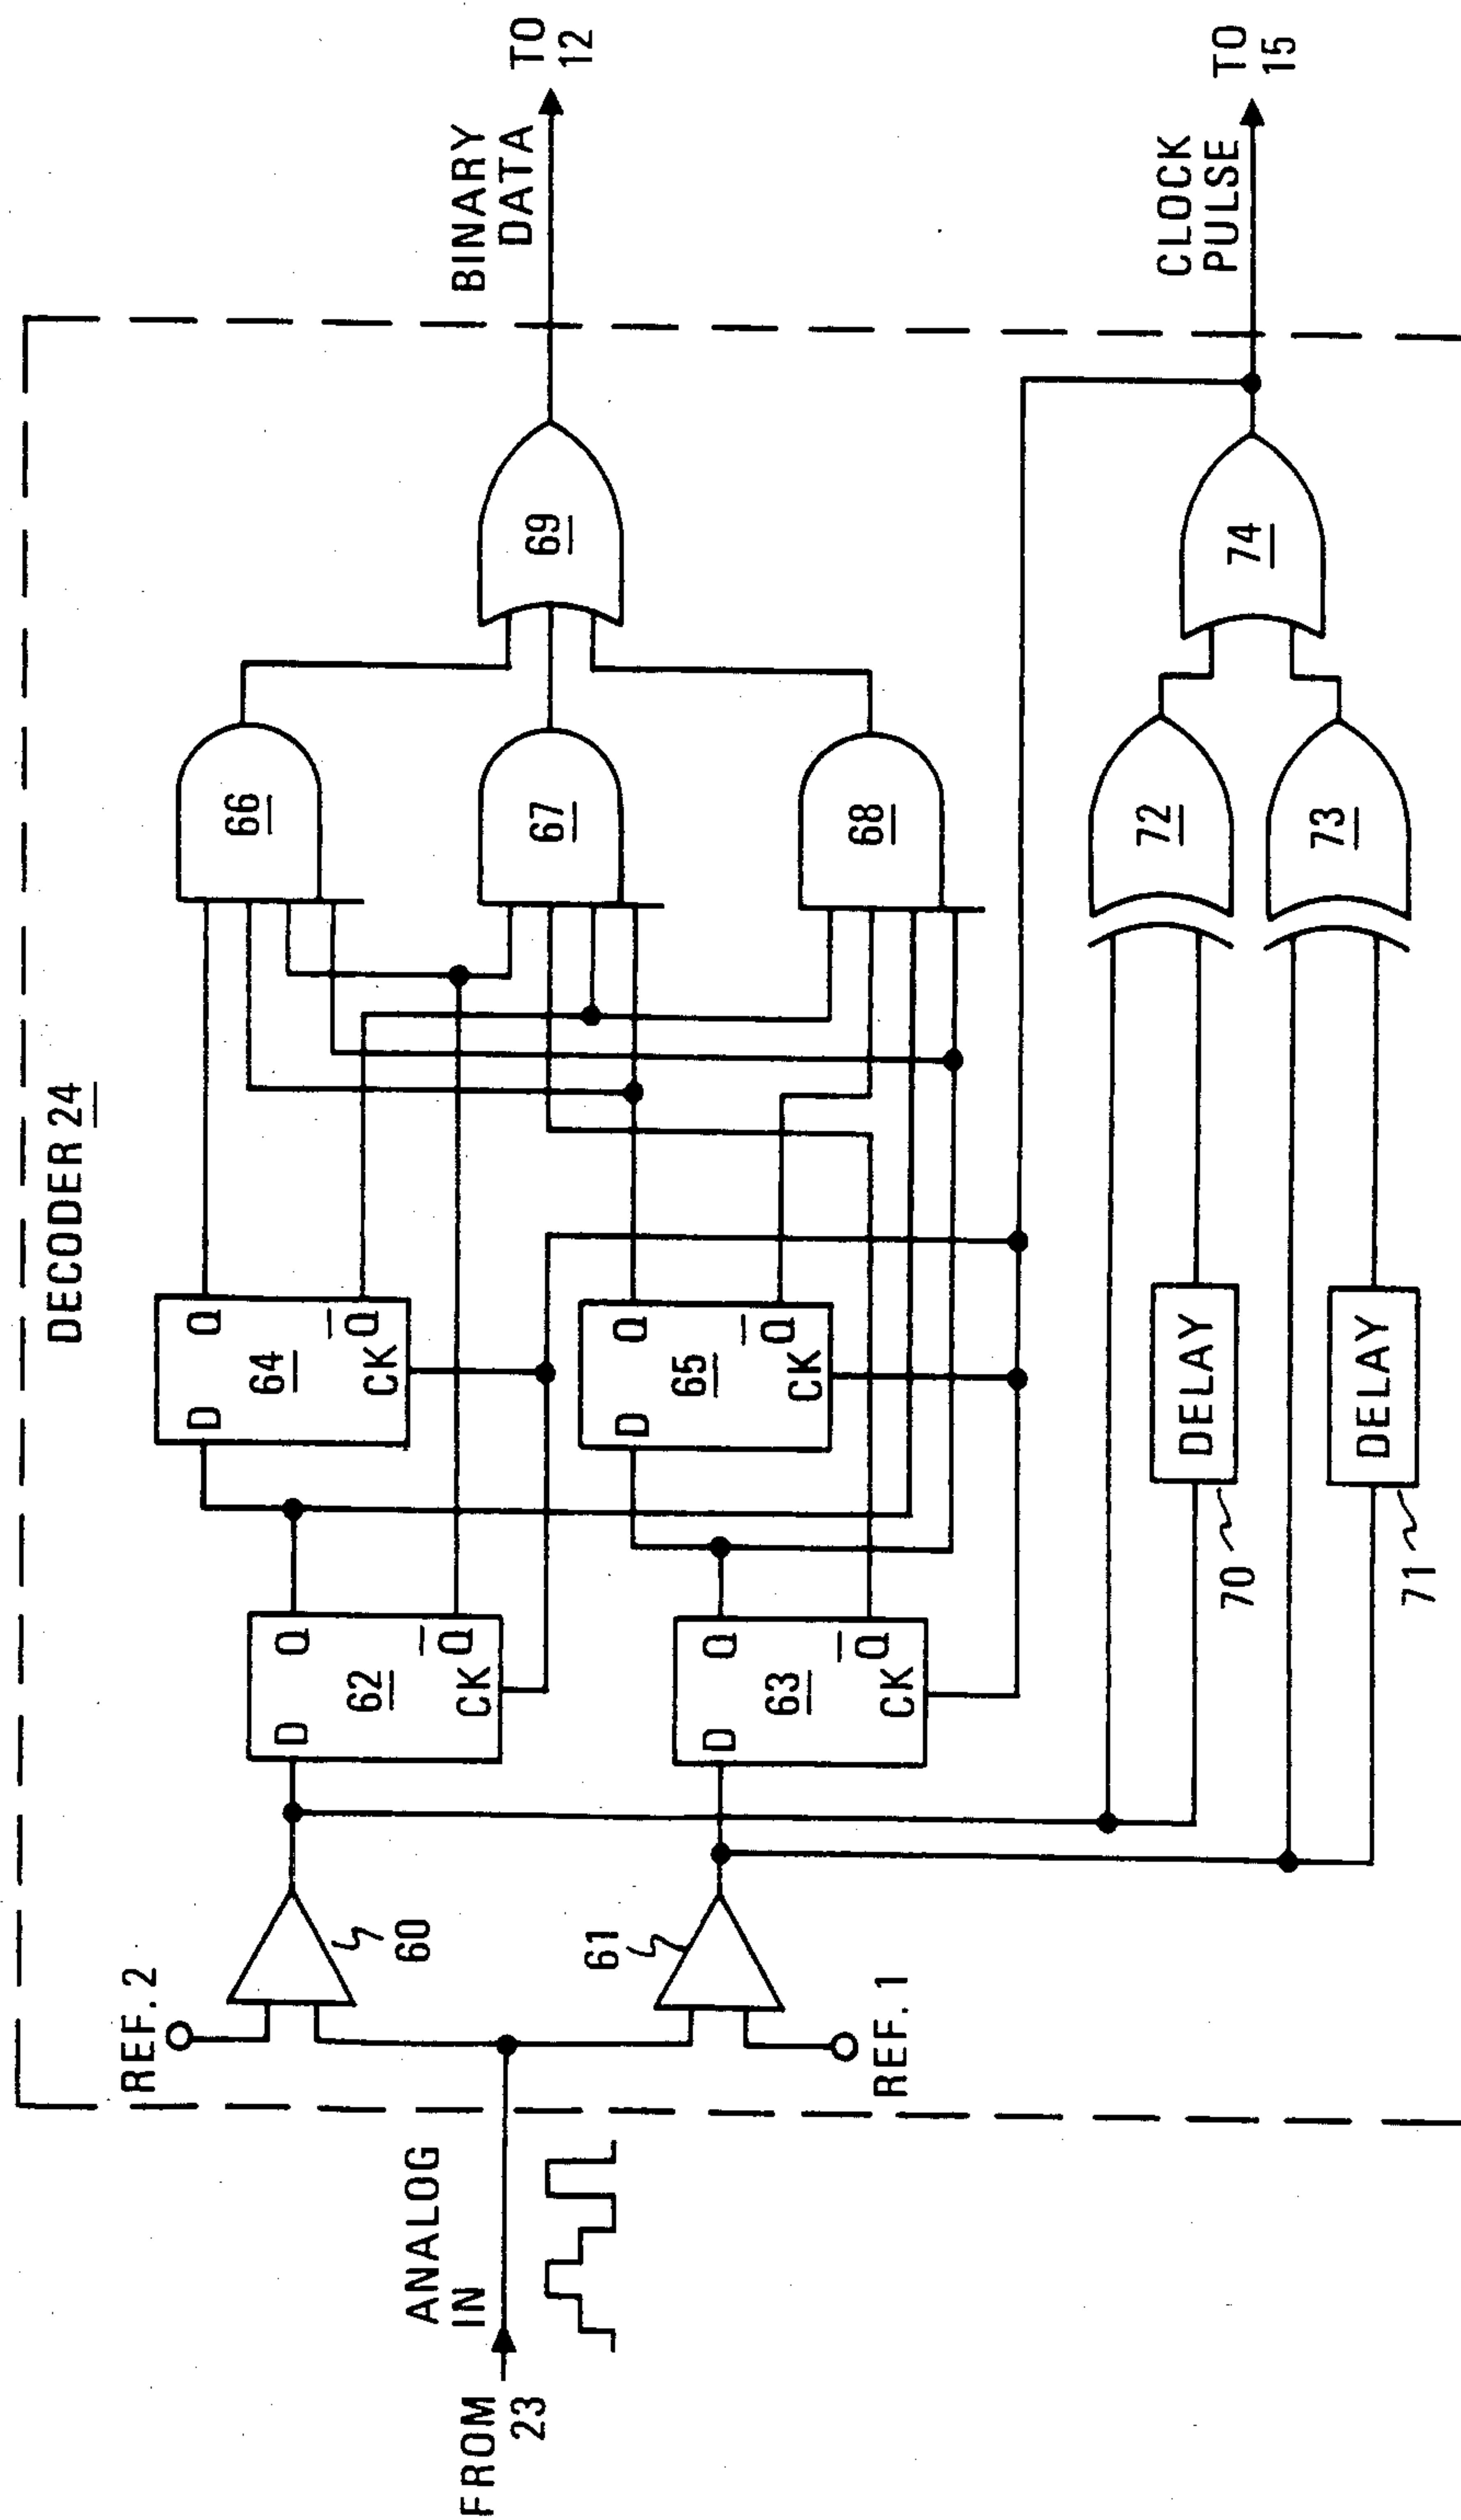 DECODER 24
REF. 2
60
D
Q
62
Q
CK
D
Q
64
Q
CK
66
FROM
23
ANALOG
IN
61
REF. 1
D
Q
63
Q
CK
D
Q
65
Q
CK
67
68
69
BINARY
DATA
TO
12
70
DELAY
71
DELAY
72
73
74
CLOCK
PULSE
TO
15